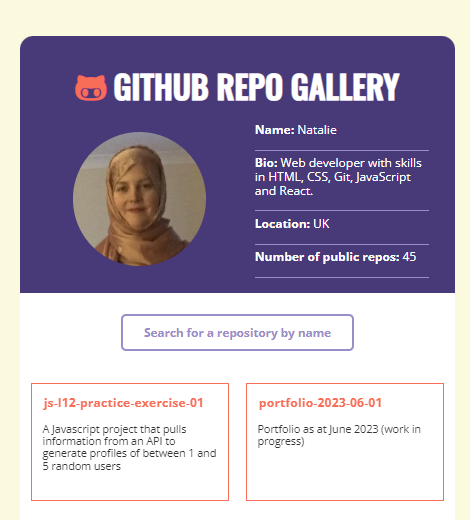 GITHUB REPO GALLERY
Name: Natalie
Bio: Web developer with skills
in HTML, CSS, Git, JavaScript
and React.
Location: UK
Number of public repos: 45
Search for a repository by name
js-l12-practice-exercise-01
A Javascript project that pulls
information from an API to
generate profiles of between 1 and
5 random users
portfolio-2023-06-01
Portfolio as at June 2023 (work in
progress)